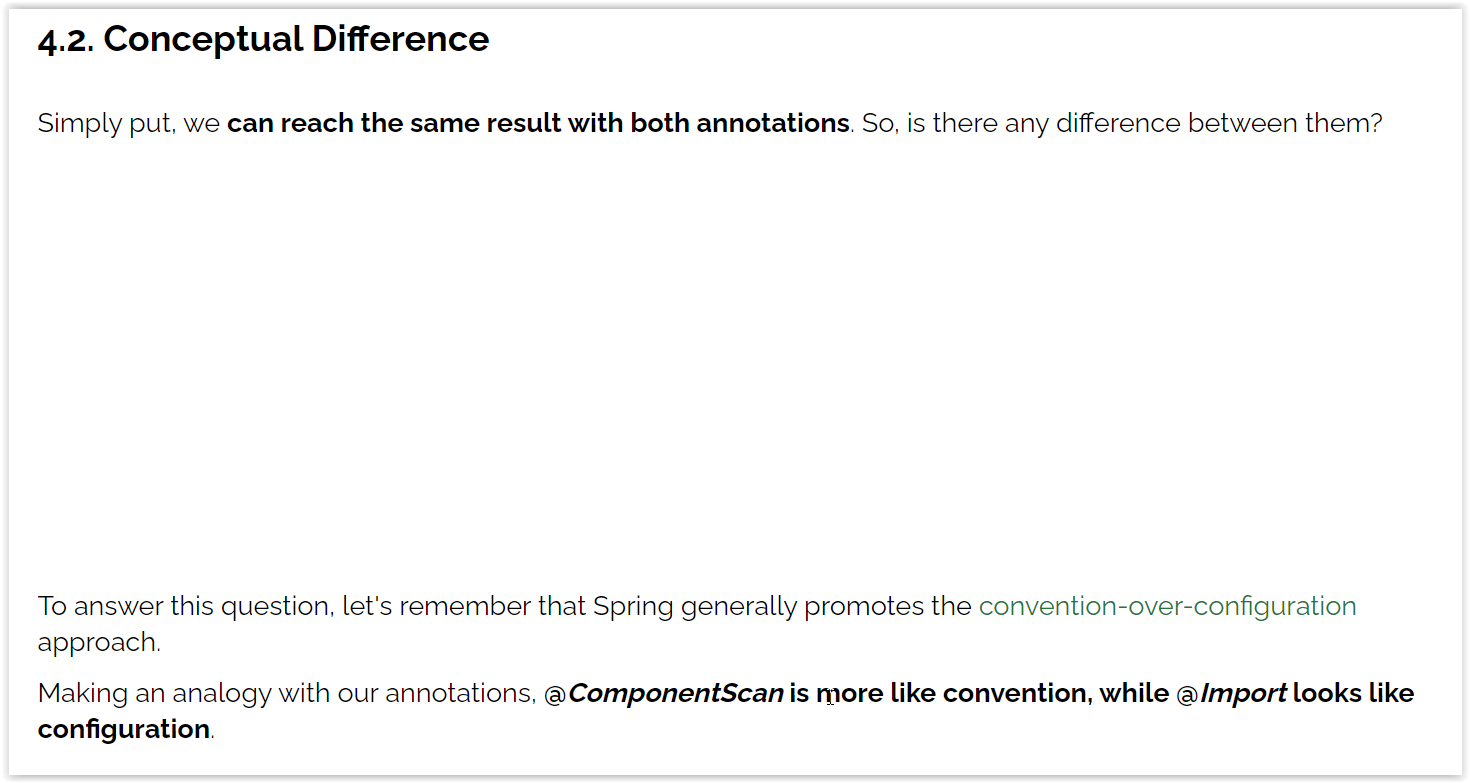 4.2. Conceptual Difference
Simply put, we can reach the same result with both annotations. So, is there any difference between them?
To answer this question, let's remember that Spring generally promotes the convention-over-configuration
approach.
Making an analogy with our annotations, @ComponentScan is more like convention, while @Import looks like
configuration.